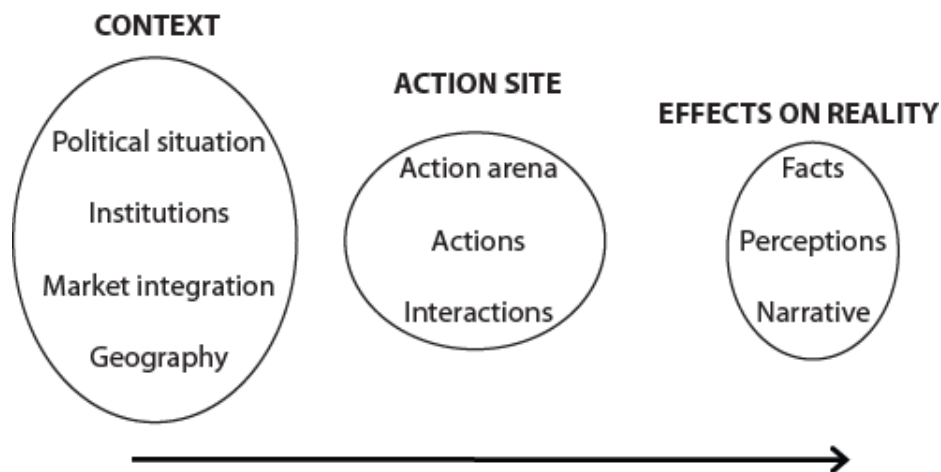 CONTEXT
Political situation
Institutions
Market integration
Geography
ACTION SITE
Action arena
Actions
Interactions
EFFECTS ON REALITY
Facts
Perceptions
Narrative